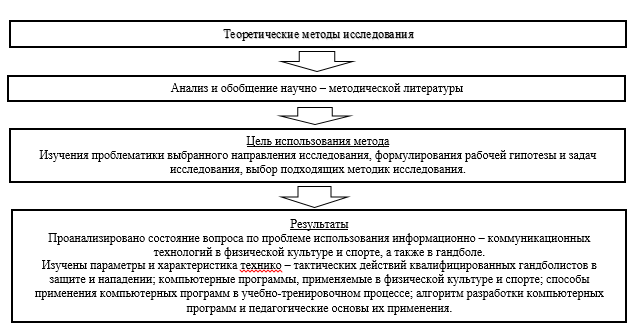 Теоретические методы исследования
Анализ и обобщение научно – методической литературы
Цель использования метода
Изучения проблематики выбранного направления исследования, формулирования рабочей гипотезы и задач
исследования, выбор подходящих методик исследования.
Результаты
Проанализировано состояние вопроса по проблеме использования информационно – коммуникационных
технологий в физической культуре и спорте, а также в гандболе.
Изучены параметры и характеристика технико – тактических действий квалифицированных гандболистов в
защите и нападении; компьютерные программы, применяемые в физической культуре и спорте; способы
применения компьютерных программ в учебно-тренировочном процессе; алгоритм разработки компьютерных
программ и педагогические основы их применения.